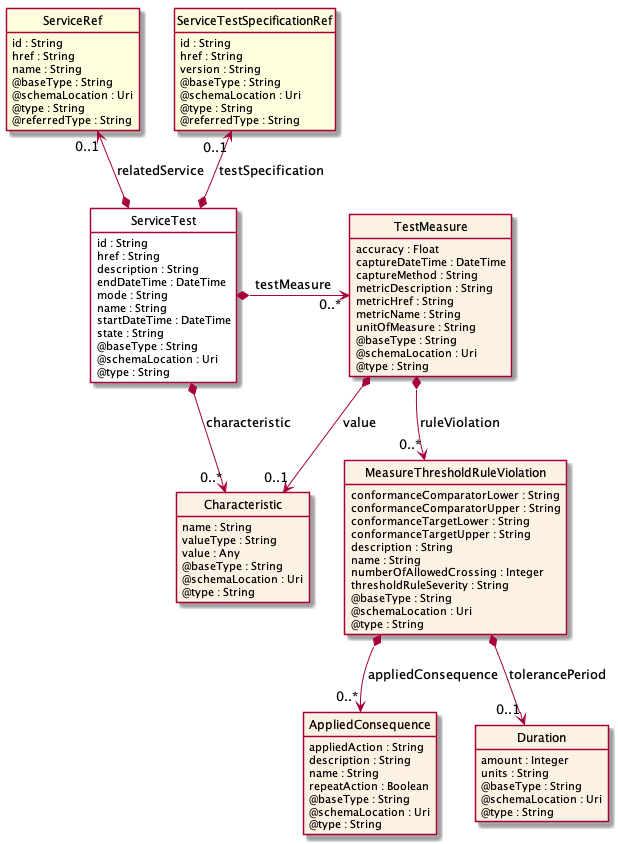 ServiceRef
id : String
href : String
name : String
@baseType : String
@schemaLocation : Uri
@type : String
@referredType : String
ServiceTestSpecificationRef
id : String
href : String
version : String
@baseType : String
@schemaLocation : Uri
@type : String
@referredType : String
0..1
relatedService
0..1
testSpecification
ServiceTest
id : String
href : String
description : String
endDateTime : DateTime
mode : String
name : String
startDateTime : DateTime
state : String
@baseType : String
@schemaLocation : Uri
@type : String
testMeasure
0..*
TestMeasure
accuracy : Float
captureDateTime : DateTime
captureMethod : String
metricDescription : String
metricHref : String
metricName : String
unitOfMeasure : String
@baseType : String
@schemaLocation : Uri
@type : String
characteristic
0..*
value
0..1
ruleViolation
0..*
Characteristic
name : String
valueType : String
value : Any
@baseType : String
@schemaLocation : Uri
@type : String
MeasureThresholdRuleViolation
conformanceComparatorLower : String
conformanceComparatorUpper : String
conformanceTargetLower : String
conformanceTargetUpper : String
description : String
name : String
numberOfAllowedCrossing : Integer
thresholdRuleSeverity : String
@baseType : String
@schemaLocation : Uri
@type : String
appliedConsequence
0..*
tolerancePeriod
0..1
AppliedConsequence
appliedAction : String
description : String
name : String
repeatAction : Boolean
@baseType : String
@schemaLocation : Uri
@type : String
Duration
amount : Integer
units : String
@baseType : String
@schemaLocation : Uri
@type : String